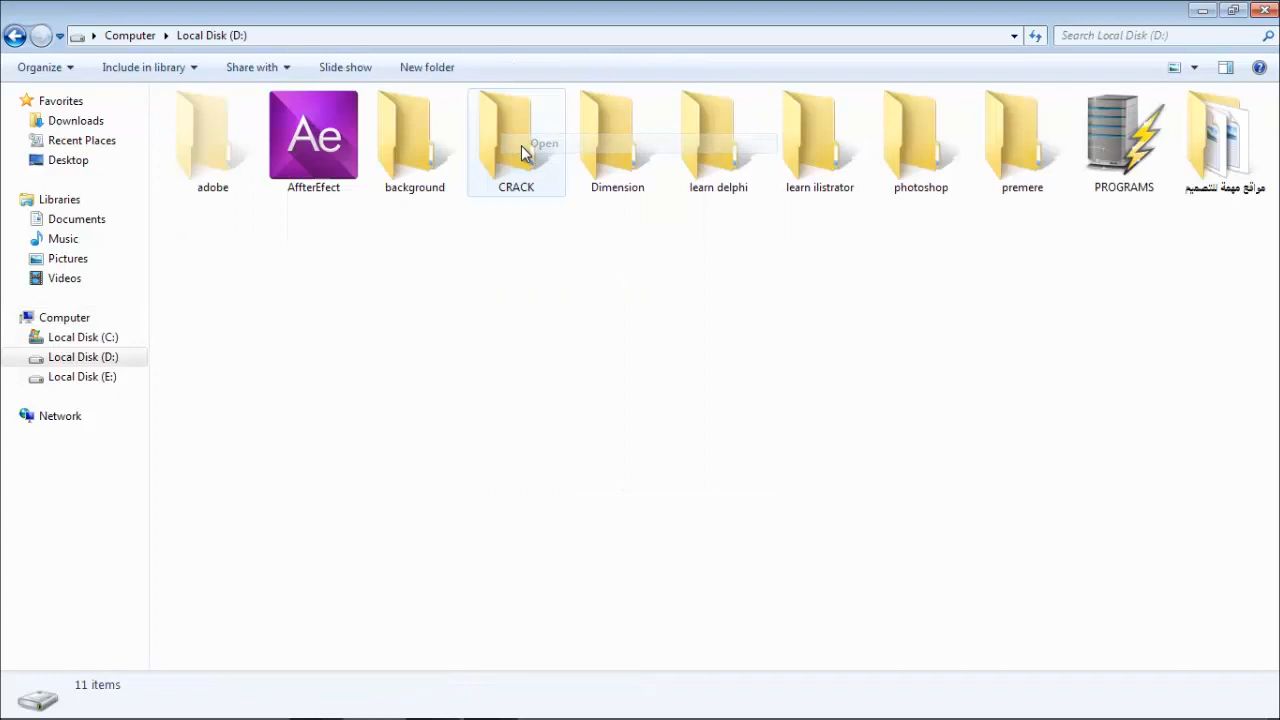 Computer Local Disk (D:)
Search Local Disk (D:)
Organize Include in library Share with Slide show New folder
Favorites
Downloads
Recent Places
Desktop
Libraries
Documents
Music
Pictures
Videos
Computer
Local Disk (C:)
Local Disk (D:)
Local Disk (E:)
Network
Ae
Open
adobe
AffterEfect
background
CRACK
Dimension
learn delphi
learn ilistrator
photoshop
premere
PROGRAMS
مواقع مهمة للتصميم
11 items